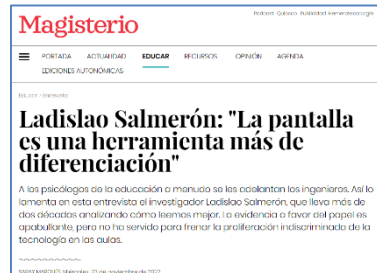 Podcast Quiosco Publicidad Hemeroteca Login
Magisterio
PORTADA ACTUALIDAD EDUCAR RECURSOS OPINIÓN AGENDA
EDICIONES AUTONÓMICAS
Educar > Entrevista
Ladislao Salmerón: "La pantalla
es una herramienta más de
diferenciación"
A los psicólogos de la educación a menudo se les adelantan los ingenieros. Así lo
lamenta en esta entrevista el investigador Ladislao Salmerón, que lleva más de
dos décadas analizando cómo leemos mejor. La evidencia a favor del papel es
apabullante, pero no ha servido para frenar la proliferación indiscriminada de la
tecnología en las aulas.
MARQUÉS Miércoles, 23 de noviembre de 2022